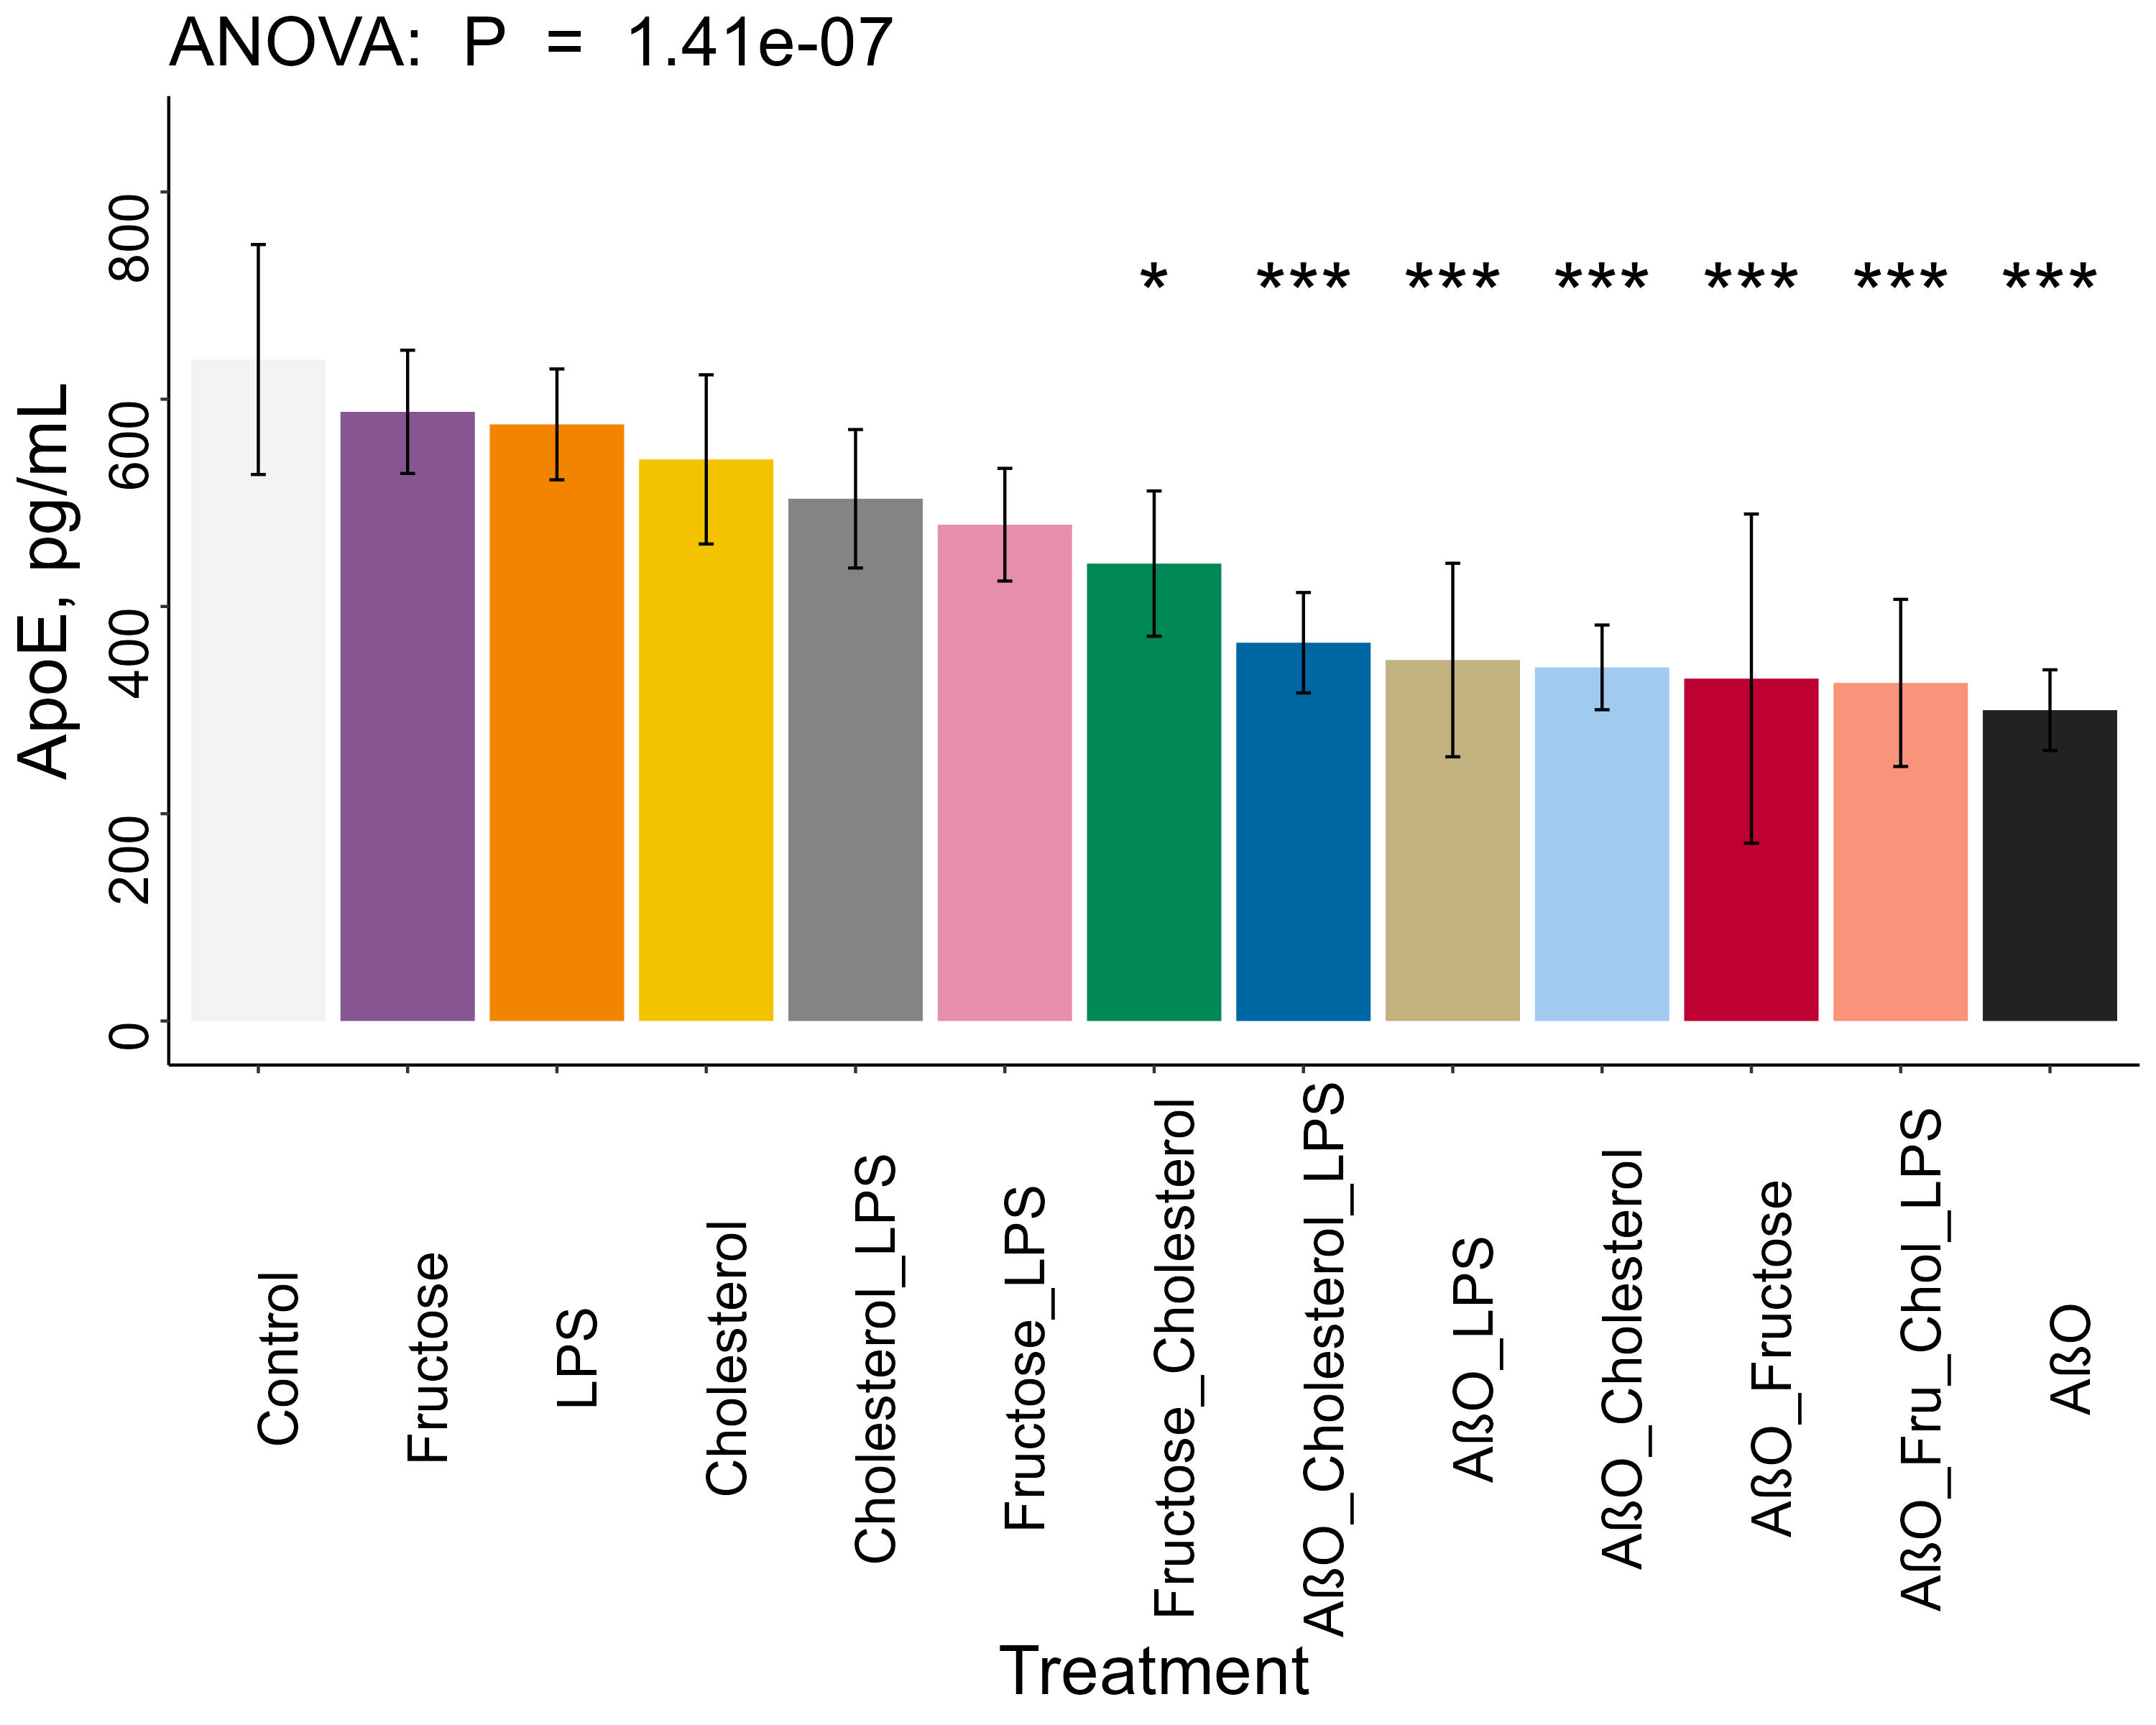 ANOVA: P = 1.41e-07
ApoE, pg/mL
800
600
400
200
0
* *** *** *** *** *** ***
Control
Fructose
LPS
Cholesterol
Cholesterol_LPS
Fructose_LPS
Fructose_Cholesterol
AßO_Cholesterol_LPS
AßO_LPS
AßO_Cholesterol
AßO_Fructose
AßO_Fru_Chol_LPS
AßO
Treatment